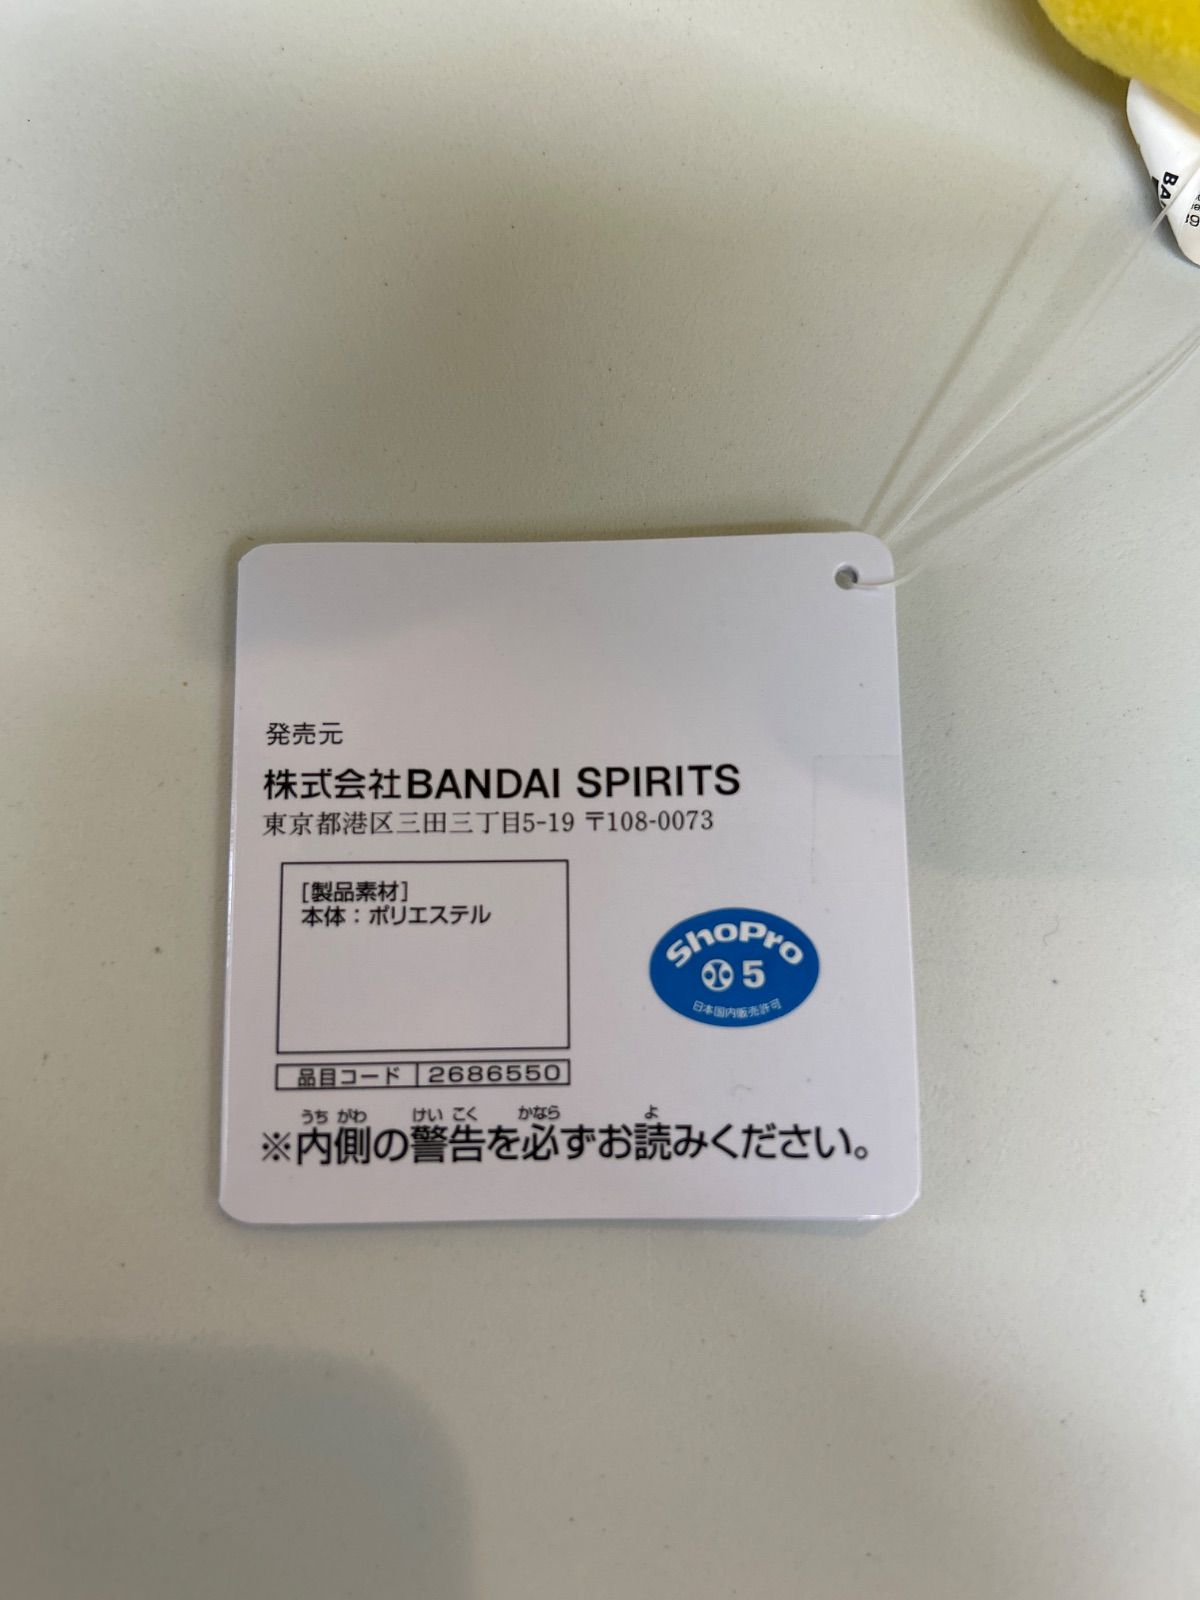 発売元
株式会社BANDAI SPIRITS
東京都港区三田三丁目5-19 〒108-0073
[製品素材]
本体：ポリエステル
ShoPro
5
日本国内販売許可
品目コード 2686550
うち がわ けい こく かなら よ
※内側の警告を必ずお読みください。